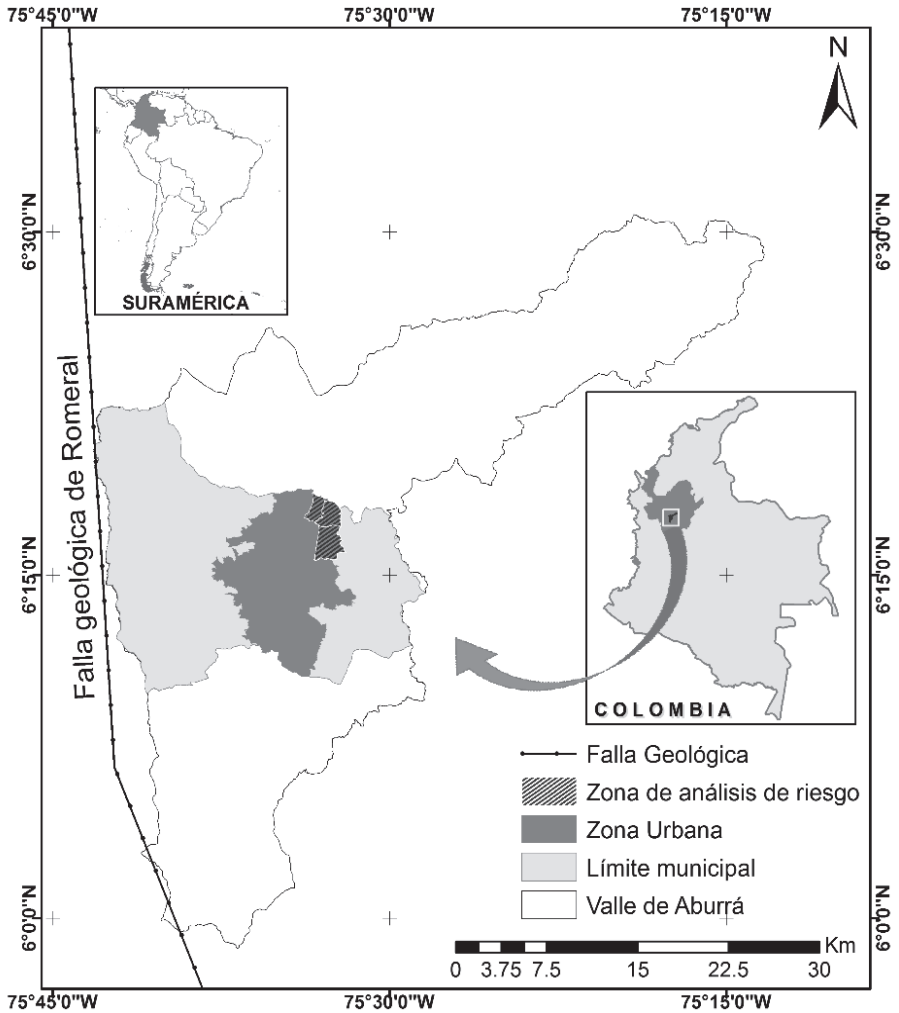 75°45'0"W 75°30'0"W 75°15'0"W
N
6°30'0"N 6°30'0"N
SURAMÉRICA
Falla geológica de Romeral
6°15'0"N 6°15'0"N
COLOMBIA
Falla Geológica
Zona de análisis de riesgo
Zona Urbana
Límite municipal
Valle de Aburrá
6°0'0"N 6°0'0"N
Km
0 3.75 7.5 15 22.5 30
75°45'0"W 75°30'0"W 75°15'0"W